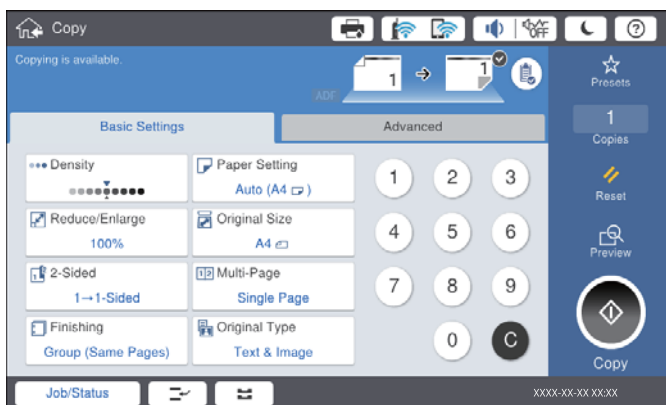 Copy
OFF
?
Copying is available.
1
1
ADF
Presets
1
Copies
Basic Settings
Advanced
Density
Paper Setting
Auto (A4)
1
2
3
Reset
Reduce/Enlarge
100%
Original Size
A4
4
5
6
Preview
2-Sided
1→1-Sided
Multi-Page
Single Page
7
8
9
Finishing
Group (Same Pages)
Original Type
Text & Image
0
C
Copy
Job/Status
XXXX-XX-XX XX:XX